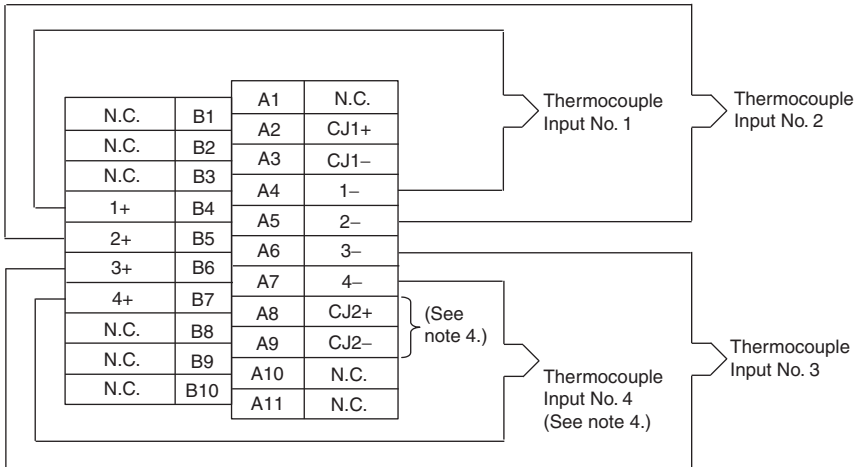 A1 N.C.
N.C. B1
A2 CJ1+
N.C. B2
A3 CJ1–
N.C. B3
A4 1–
1+ B4
A5 2–
2+ B5
A6 3–
3+ B6
A7 4–
4+ B7
A8 CJ2+
N.C. B8
A9 CJ2–
N.C. B9
A10 N.C.
N.C. B10
A11 N.C.
(See
note 4.)
Thermocouple
Input No. 1
Thermocouple
Input No. 2
Thermocouple
Input No. 3
Thermocouple
Input No. 4
(See note 4.)